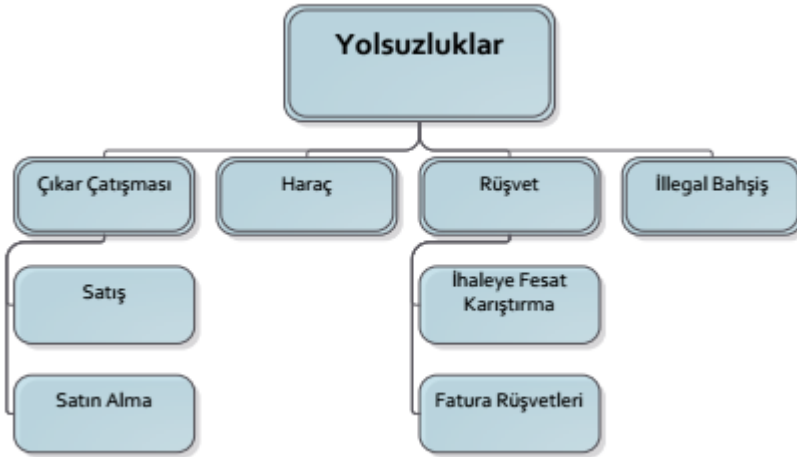 Yolsuzluklar
Çıkar Çatışması
Haraç
Rüşvet
İllegal Bahşiş
Satış
İhaleye Fesat
Karıştırma
Satın Alma
Fatura Rüşvetleri